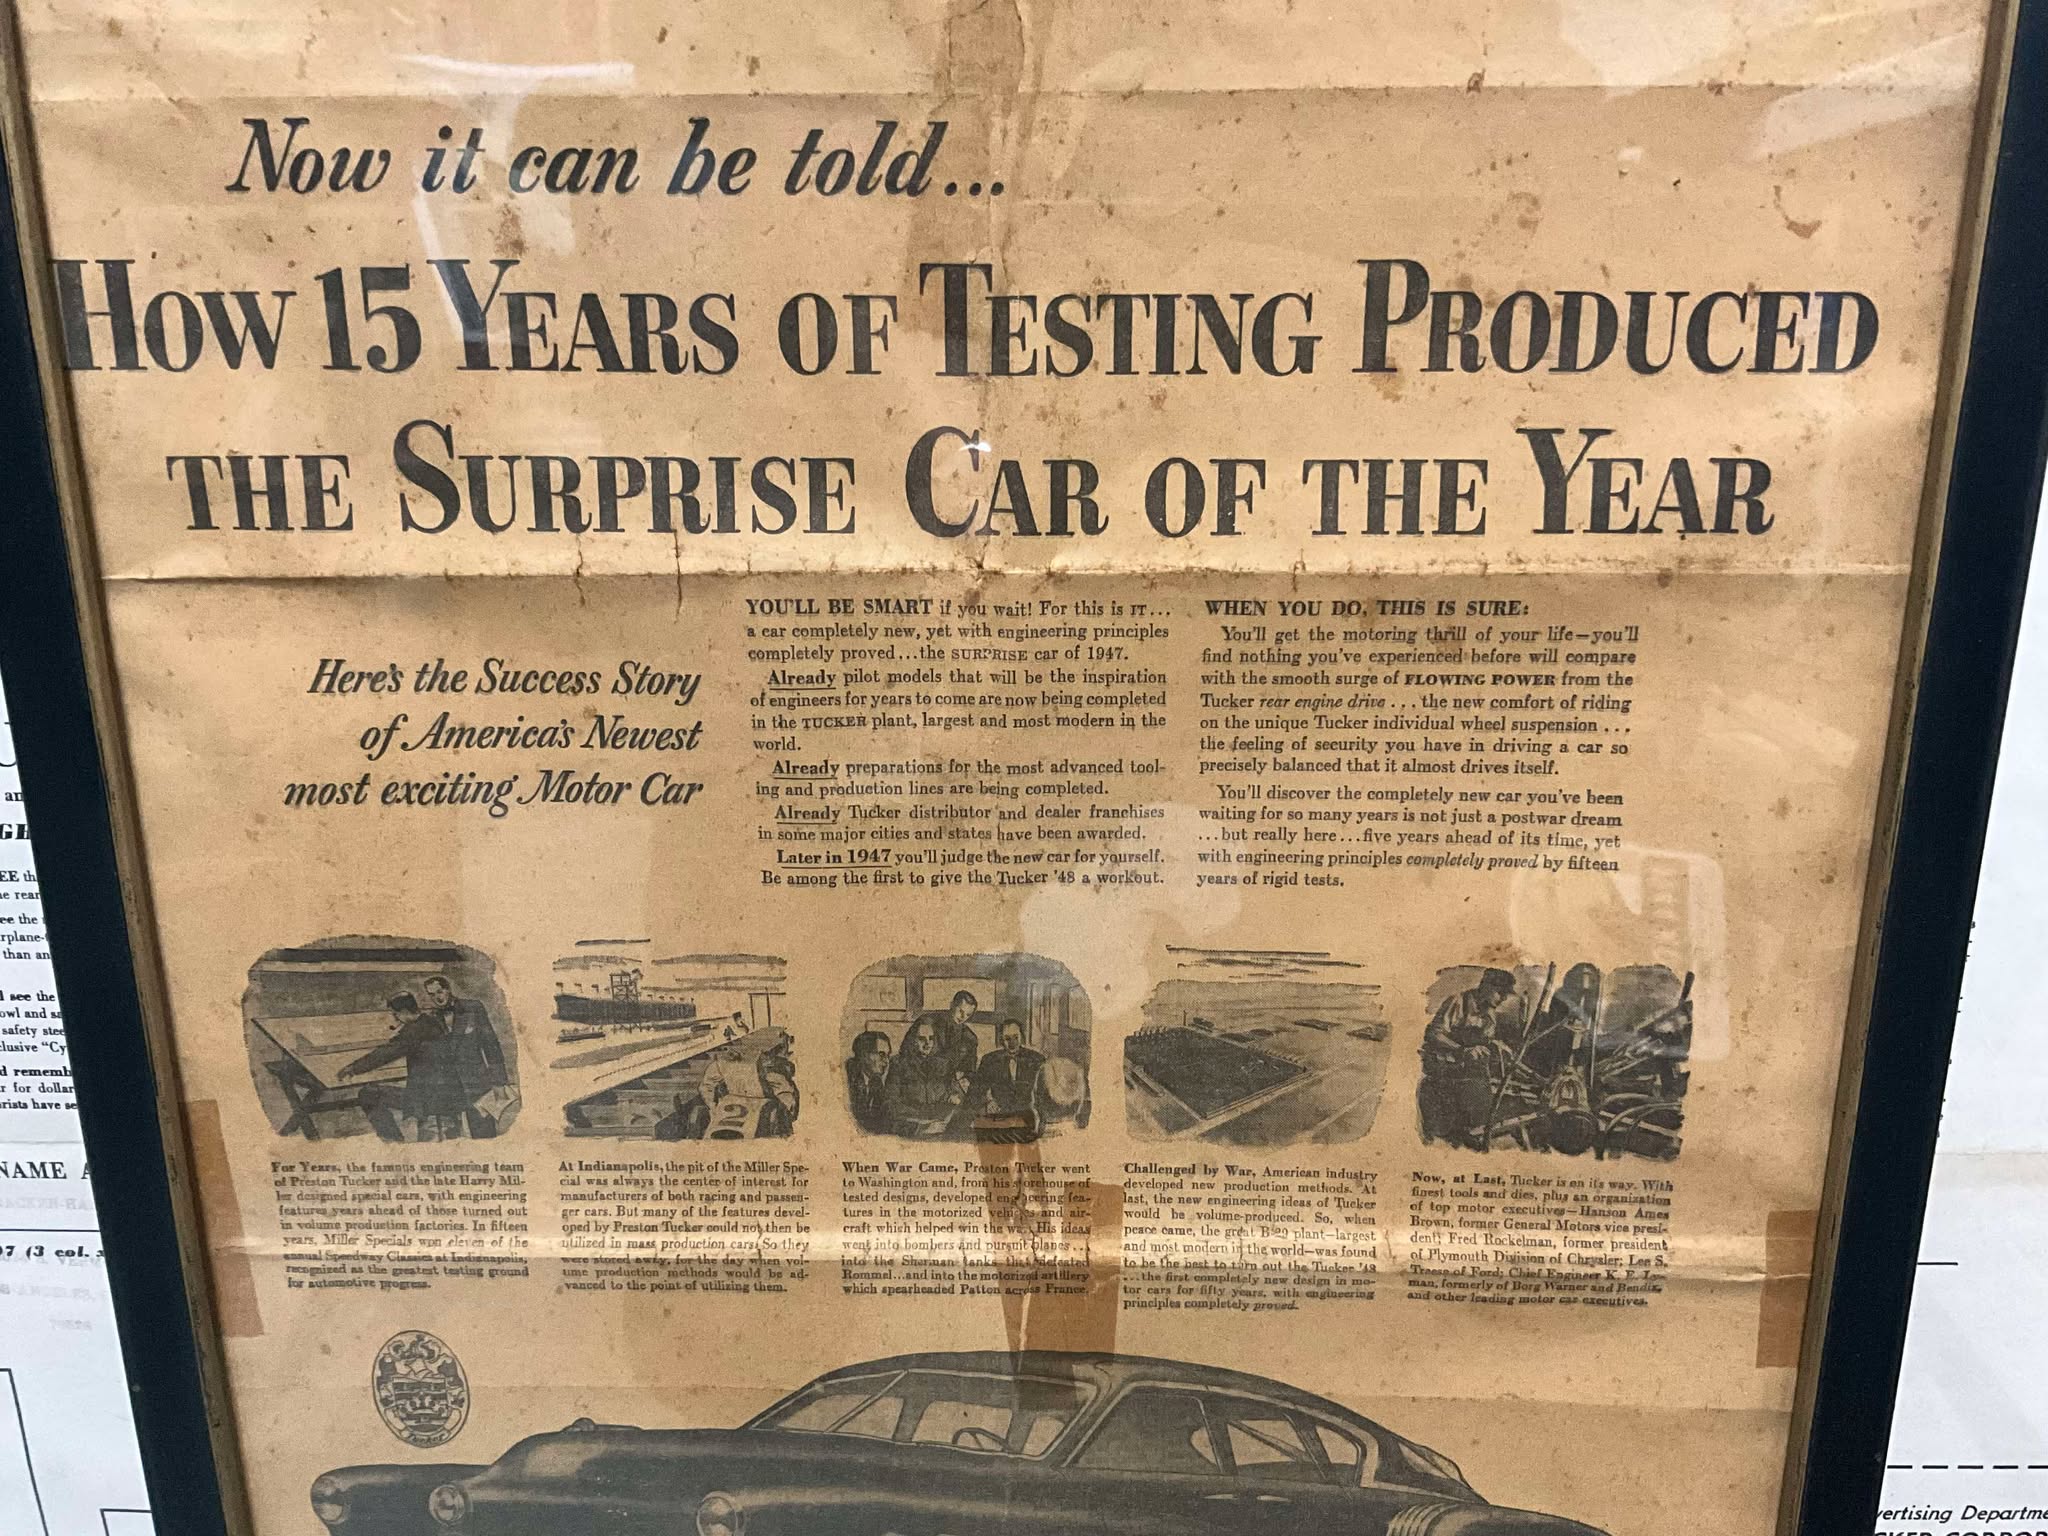 Now it can be told...
HOW 15 YEARS OF TESTING PRODUCED
THE SURPRISE CAR OF THE YEAR
Here's the Success Story
of America's Newest
most exciting Motor Car
YOU'LL BE SMART if you wait! For this is IT...
a car completely new, yet with engineering principles
completely proved...the SURPRISE car of 1947.
Already pilot models that will be the inspiration
of engineers for years to come are now being completed
in the TUCKER plant, largest and most modern in the
world.
Already preparations for the most advanced tool-
ing and production lines are being completed.
Already Tucker distributor and dealer franchises
in some major cities and states have been awarded.
Later in 1947 you'll judge the new car for yourself.
Be among the first to give the Tucker '48 a workout.
WHEN YOU DO, THIS IS SURE:
You'll get the motoring thrill of your life—you'll
find nothing you've experienced before will compare
with the smooth surge of FLOWING POWER from the
Tucker rear engine drive . . . the new comfort of riding
on the unique Tucker individual wheel suspension . . .
the feeling of security you have in driving a car so
precisely balanced that it almost drives itself.
You'll discover the completely new car you've been
waiting for so many years is not just a postwar dream
...but really here...five years ahead of its time, yet
with engineering principles completely proved by fifteen
years of rigid tests.
For Years, the famous engineering team
of Preston Tucker and the late Harry Mil-
ler designed special cars, with engineering
features years ahead of those turned out
in volume production factories. In fifteen
years, Miller Specials won eleven of the
annual Speedway Classics at Indianapolis,
recognized as the greatest testing ground
for automotive progress.
At Indianapolis, the pit of the Miller Spe-
cial was always the center of interest for
manufacturers of both racing and passen-
ger cars. But many of the features devel-
oped by Preston Tucker could not then be
utilized in mass production cars. So they
were stored away, for the day when vol-
ume production methods would be ad-
vanced to the point of utilizing them.
When War Came, Preston Tucker went
to Washington and, from his storehouse of
tested designs, developed engineering fea-
tures in the motorized vehicles and air-
craft which helped win the war. His ideas
went into bombers and pursuit planes...
into the Sherman tanks that defeated
Rommel...and into the motorized artillery
which spearheaded Patton across France.
Challenged by War, American industry
developed new production methods. At
last, the new engineering ideas of Tucker
would be volume-produced. So, when
peace came, the great B-29 plant—largest
and most modern in the world—was found
to be the best to turn out the Tucker '48
...the first completely new design in mo-
tor cars for fifty years, with engineering
principles completely proved.
Now, at Last, Tucker is on its way. With
finest tools and dies, plus an organization
of top motor executives—Hanson Ames
Brown, former General Motors vice presi-
dent; Fred Rockelman, former president
of Plymouth Division of Chrysler; Lee S.
Treese of Ford; Chief Engineer K. E. Ly-
man, formerly of Borg Warner and Bendix,
and other leading motor car executives.
2
Tucker
NAME
(3 col.
safety
see the
than an
for dollar